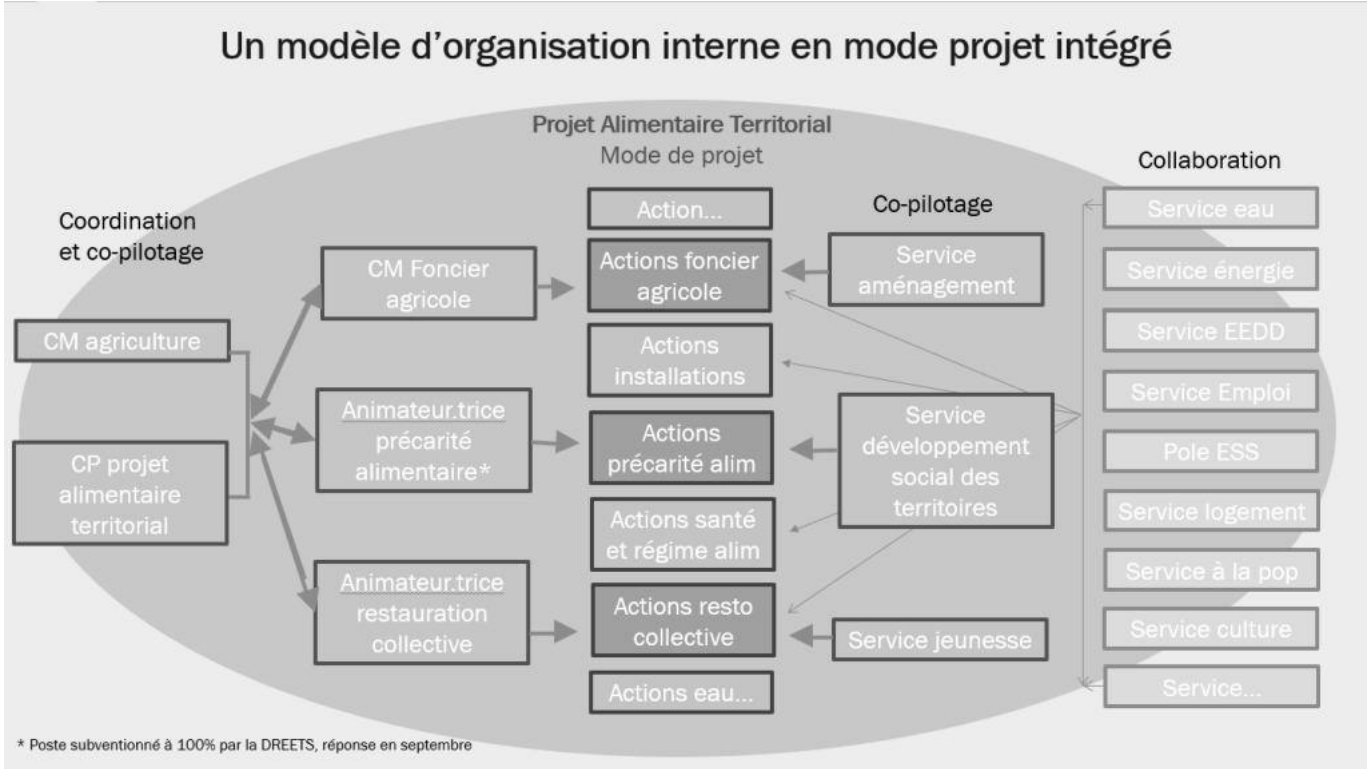 Un modèle d'organisation interne en mode projet intégré
Projet Alimentaire Territorial
Mode de projet
Coordination
et co-pilotage
CM agriculture
CP projet
alimentaire
territorial
CM Foncier
agricole
Animateur.trice
précarité
alimentaire*
Animateur.trice
restauration
collective
Action...
Actions foncier
agricole
Actions
installations
Actions
précarité alim
Actions santé
et régime alim
Actions resto
collective
Actions eau...
Co-pilotage
Service
aménagement
Service
développement
social des
territoires
Service jeunesse
Collaboration
Service eau
Service énergie
Service EEDD
Service Emploi
Pole ESS
Service logement
Service à la pop
Service culture
Service...
* Poste subventionné à 100% par la DREETS, réponse en septembre